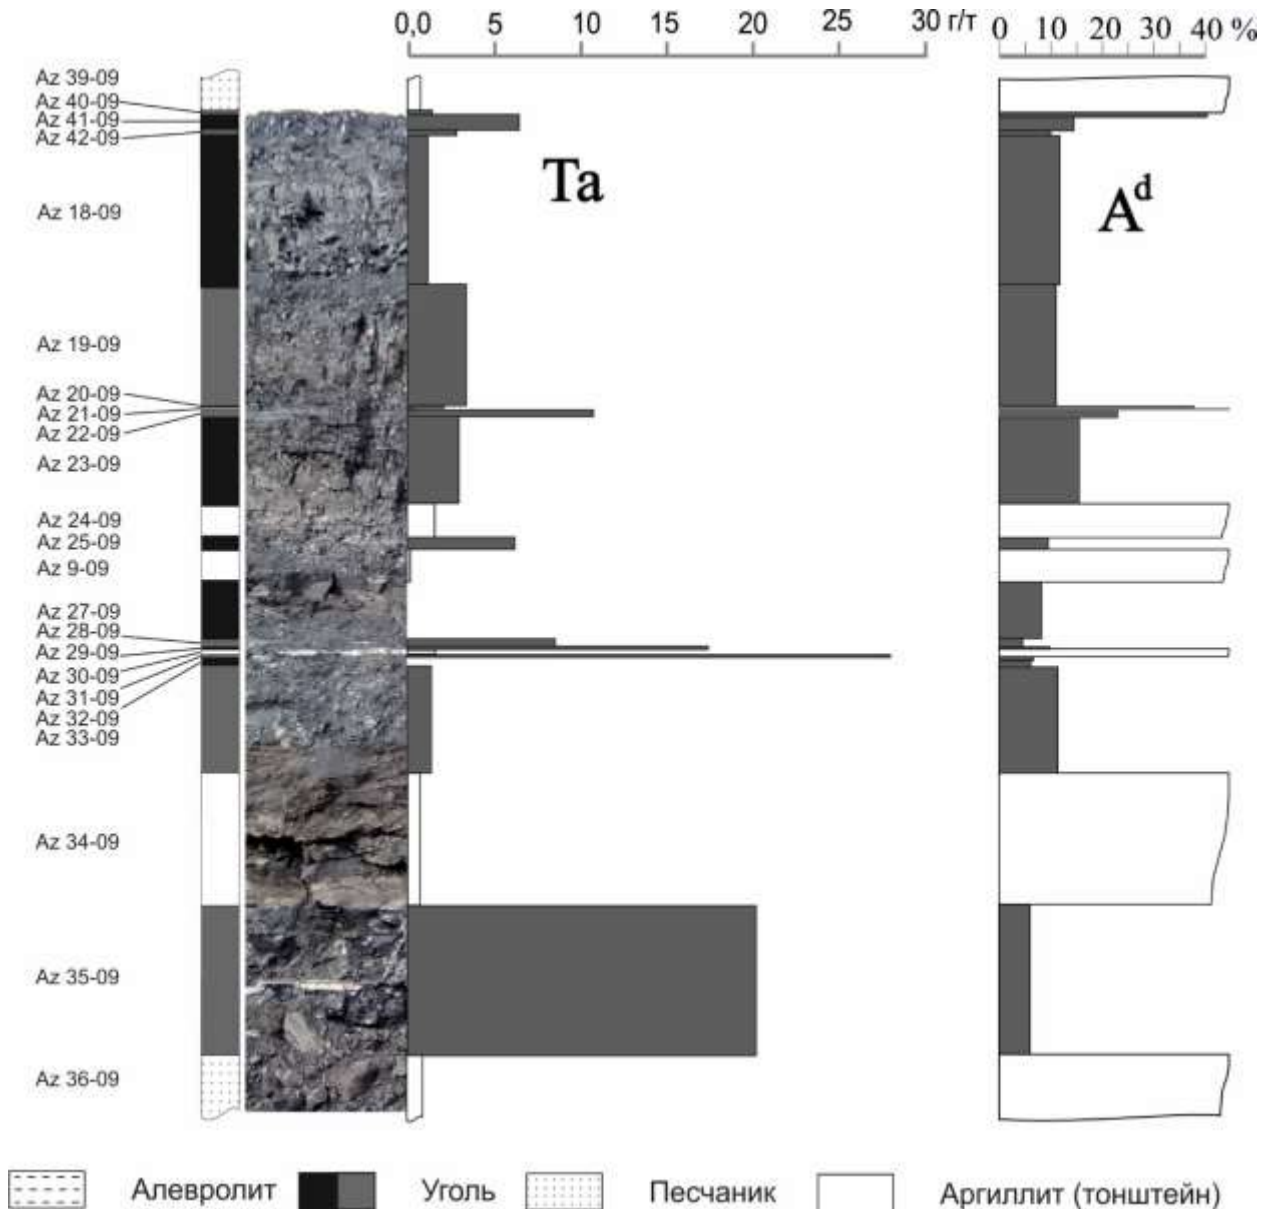 0,0 5 10 15 20 25 30 г/т
0 10 20 30 40 %
Az 39-09
Az 40-09
Az 41-09
Az 42-09
Ta
A^d
Az 18-09
Az 19-09
Az 20-09
Az 21-09
Az 22-09
Az 23-09
Az 24-09
Az 25-09
Az 9-09
Az 27-09
Az 28-09
Az 29-09
Az 30-09
Az 31-09
Az 32-09
Az 33-09
Az 34-09
Az 35-09
Az 36-09
Алевролит Уголь Песчаник Аргиллит (тонштейн)